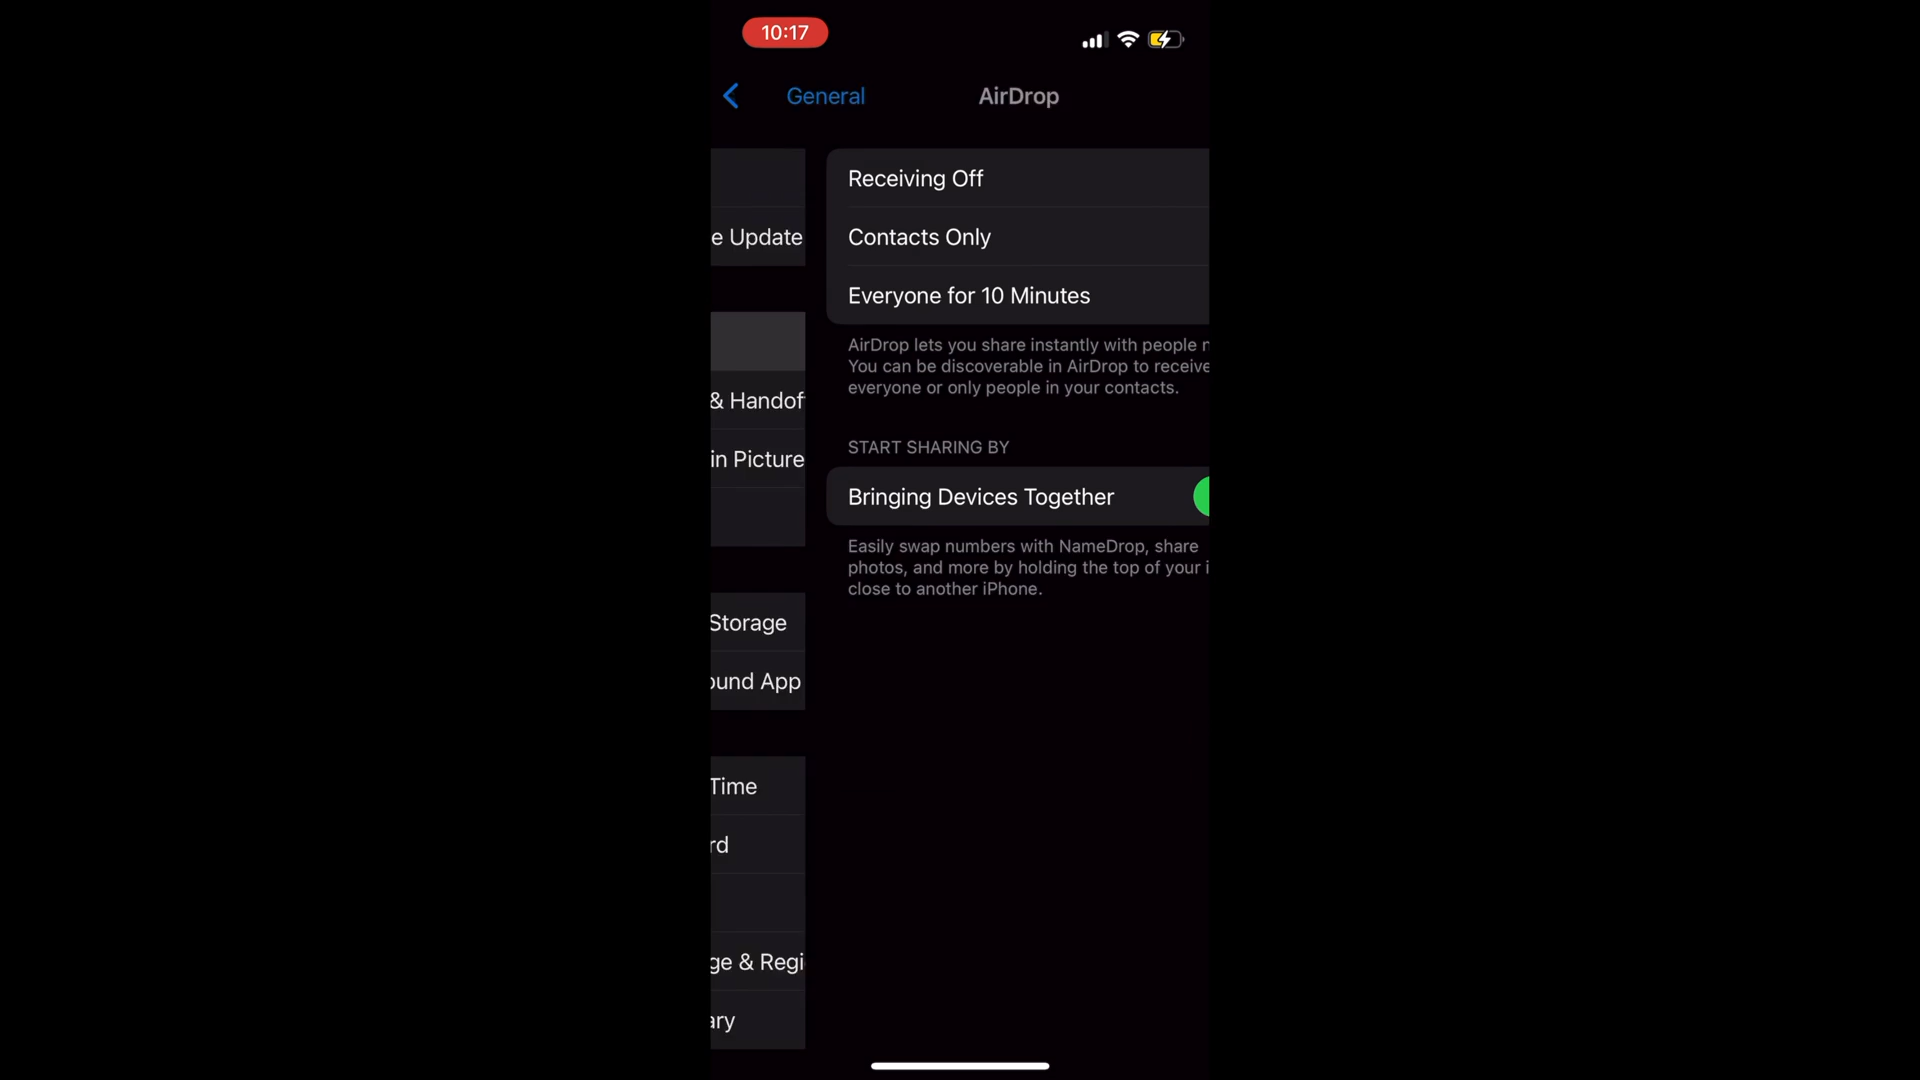 10:17
General
AirDrop
e Update
& Handof
in Picture
Storage
ound App
Time
rd
ge & Regi
ary
Receiving Off
Contacts Only
Everyone for 10 Minutes
AirDrop lets you share instantly with people n
You can be discoverable in AirDrop to receive
everyone or only people in your contacts.
START SHARING BY
Bringing Devices Together
Easily swap numbers with NameDrop, share
photos, and more by holding the top of your i
close to another iPhone.